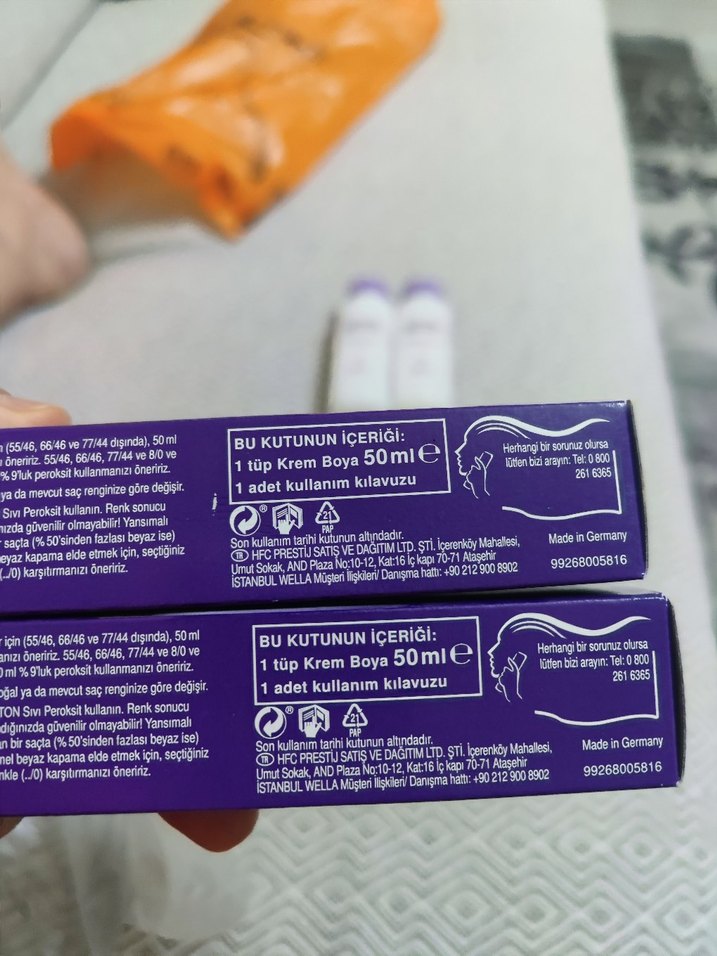 (55/46, 66/46 ve 77/44 dışında), 50 ml
öneririz. 55/46, 66/46, 77/44 ve 8/0 ve
% 9'luk peroksit kullanmanızı öneririz.
ya da mevcut saç renginize göre değişir.
Sıvı Peroksit kullanın. Renk sonucu
güvenilir olmayabilir! Yansımalı
saçta (% 50'sinden fazlası beyaz ise)
beyaz kapama elde etmek için, seçtiğiniz
(../0) karıştırmanızı öneririz.
BU KUTUNUN İÇERİĞİ:
1 tüp Krem Boya 50 ml e
1 adet kullanım kılavuzu
21
PAP
Son kullanım tarihi kutunun altındadır.
TR HFC PRESTİJ SATIŞ VE DAĞITIM LTD. ŞTİ. İçerenköy Mahallesi,
Umut Sokak, AND Plaza No:10-12, Kat:16 İç kapı 70-71 Ataşehir
İSTANBUL WELLA Müşteri İlişkileri/ Danışma hattı: +90 212 900 8902
Herhangi bir sorunuz olursa
lütfen bizi arayın: Tel: 0 800
261 6365
Made in Germany
99268005816
için (55/46, 66/46 ve 77/44 dışında), 50 ml
öneririz. 55/46, 66/46, 77/44 ve 8/0 ve
ml % 9'luk peroksit kullanmanızı öneririz.
ya da mevcut saç renginize göre değişir.
TON Sıvı Peroksit kullanın. Renk sonucu
güvenilir olmayabilir! Yansımalı
bir saçta (% 50'sinden fazlası beyaz ise)
beyaz kapama elde etmek için, seçtiğiniz
(../0) karıştırmanızı öneririz.
BU KUTUNUN İÇERİĞİ:
1 tüp Krem Boya 50 ml e
1 adet kullanım kılavuzu
21
PAP
Son kullanım tarihi kutunun altındadır.
TR HFC PRESTİJ SATIŞ VE DAĞITIM LTD. ŞTİ. İçerenköy Mahallesi,
Umut Sokak, AND Plaza No:10-12, Kat:16 İç kapı 70-71 Ataşehir
İSTANBUL WELLA Müşteri İlişkileri/ Danışma hattı: +90 212 900 8902
Herhangi bir sorunuz olursa
lütfen bizi arayın: Tel: 0 800
261 6365
Made in Germany
99268005816